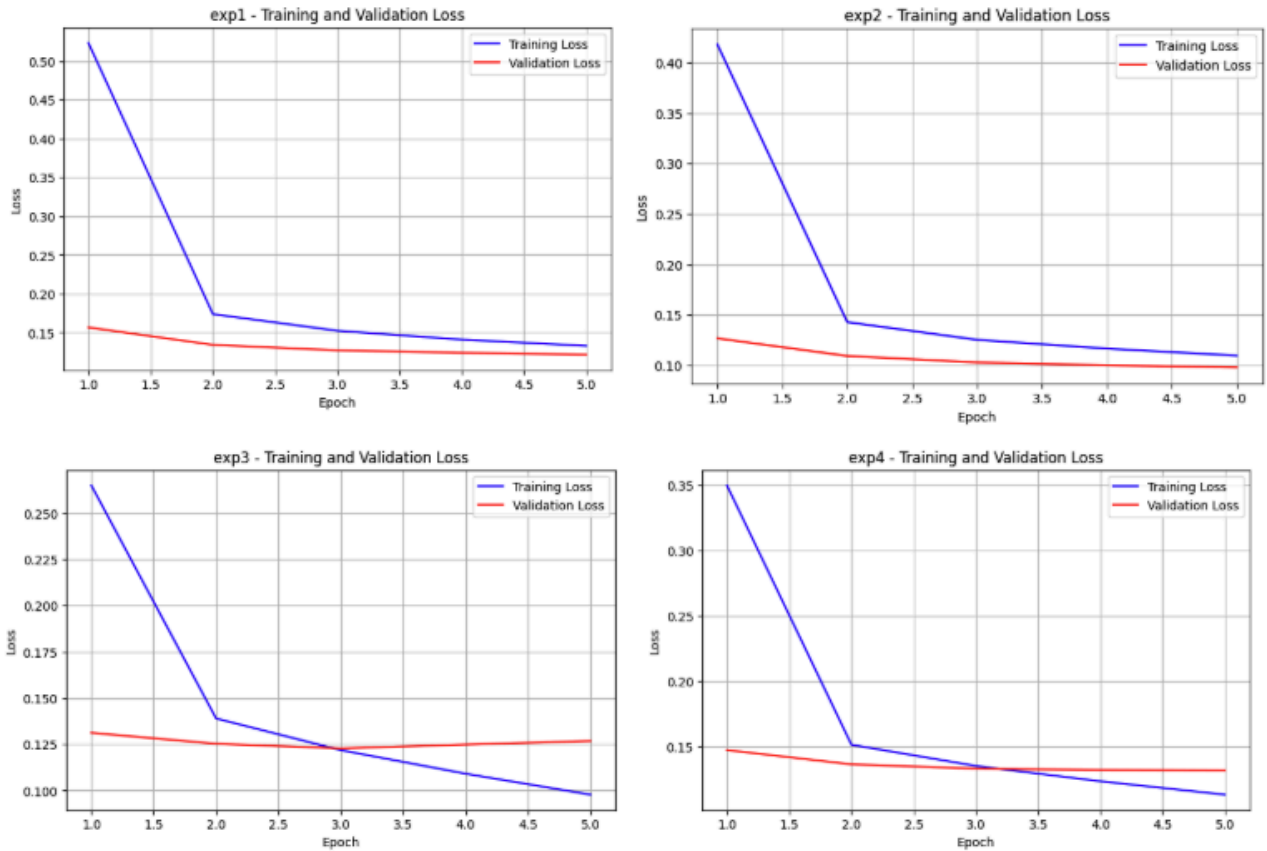 exp1 - Training and Validation Loss
Training Loss
Validation Loss
0.50
0.45
0.40
0.35
0.30
0.25
0.20
0.15
Loss
1.0 1.5 2.0 2.5 3.0 3.5 4.0 4.5 5.0
Epoch
exp2 - Training and Validation Loss
Training Loss
Validation Loss
0.40
0.35
0.30
0.25
0.20
0.15
0.10
Loss
1.0 1.5 2.0 2.5 3.0 3.5 4.0 4.5 5.0
Epoch
exp3 - Training and Validation Loss
Training Loss
Validation Loss
0.250
0.225
0.200
0.175
0.150
0.125
0.100
Loss
1.0 1.5 2.0 2.5 3.0 3.5 4.0 4.5 5.0
Epoch
exp4 - Training and Validation Loss
Training Loss
Validation Loss
0.35
0.30
0.25
0.20
0.15
Loss
1.0 1.5 2.0 2.5 3.0 3.5 4.0 4.5 5.0
Epoch